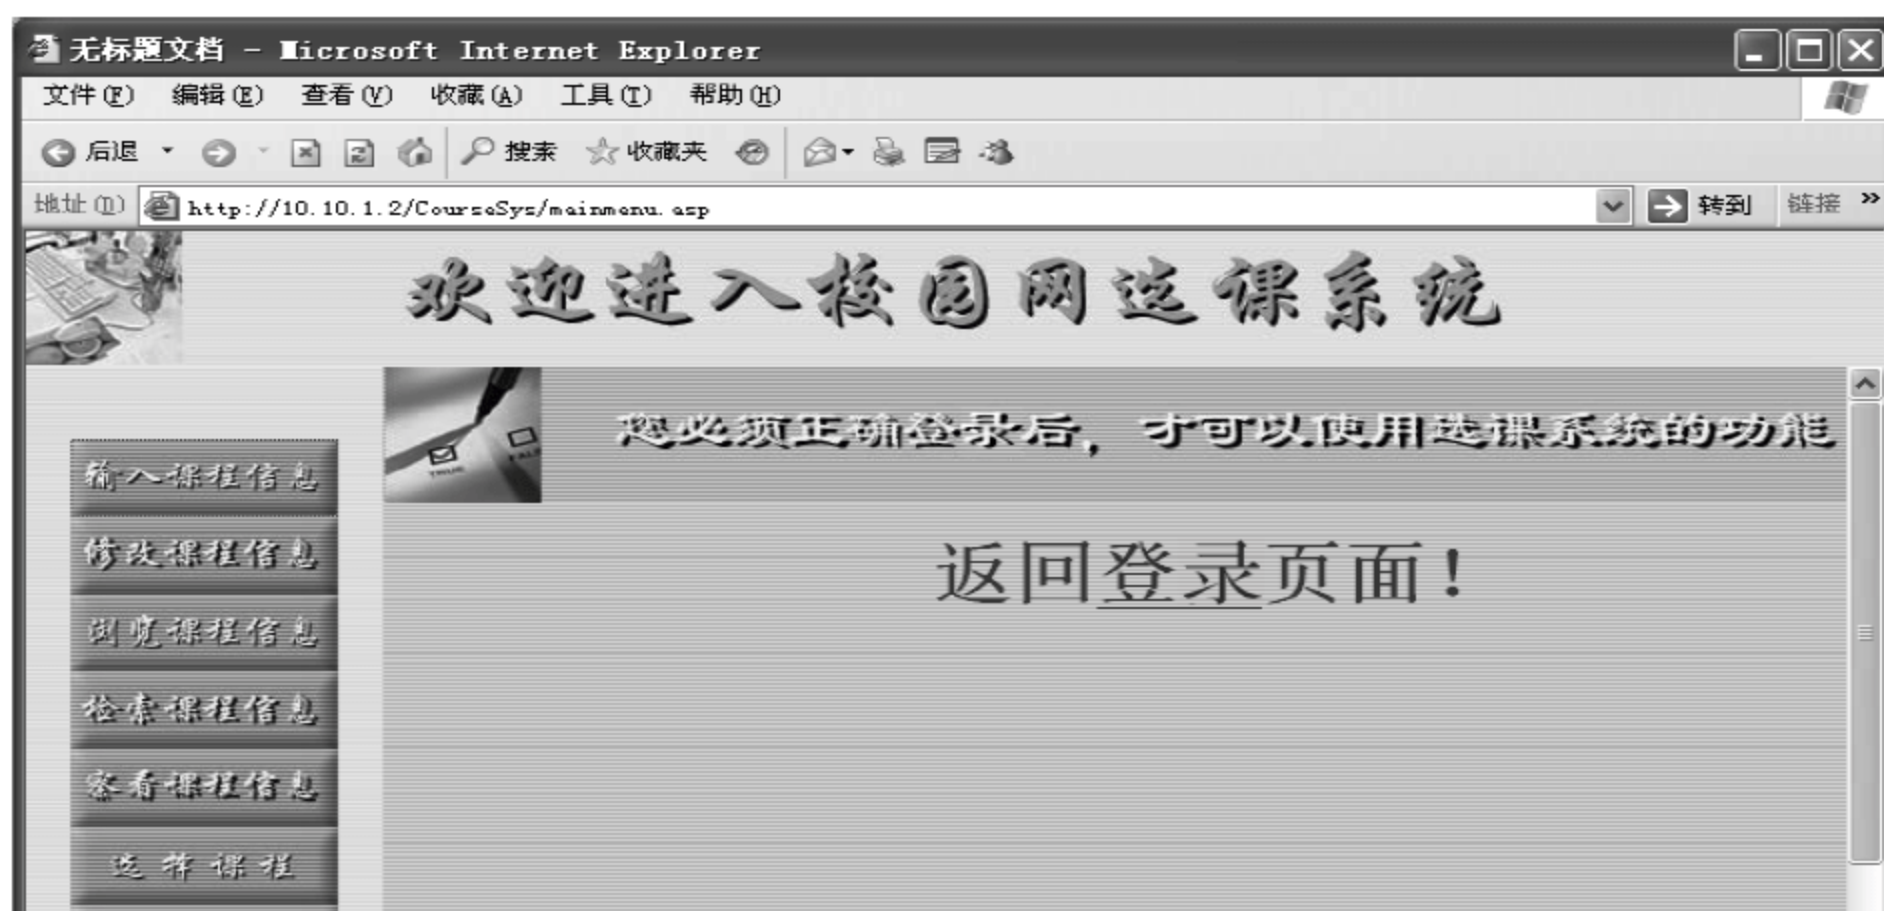 无标题文档 - Microsoft Internet Explorer
文件(F) 编辑(E) 查看(V) 收藏(A) 工具(T) 帮助(H)
后退 搜索 收藏夹
地址(D) http://10.10.1.2/CourseSys/mainmenu.asp 转到 链接 »
欢迎进入校园网选课系统
您必须正确登录后，才可以使用选课系统的功能
TRUE
返回登录页面！
输入课程信息
修改课程信息
浏览课程信息
检索课程信息
察看课程信息
选择课程